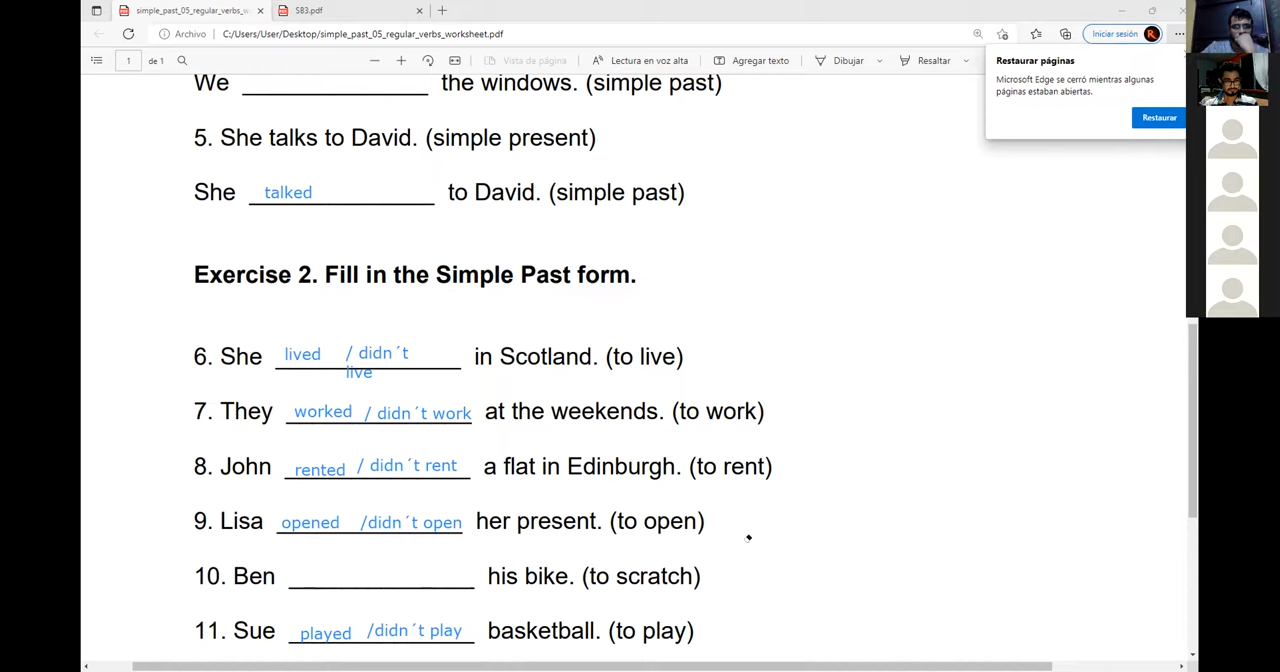 simple_past_05_regular_verbs_w
SB3.pdf
Archivo C:/Users/User/Desktop/simple_past_05_regular_verbs_worksheet.pdf
Iniciar sesión R
1 de 1 Vista de página Lectura en voz alta Agregar texto Dibujar Resaltar
Restaurar páginas
Microsoft Edge se cerró mientras algunas
páginas estaban abiertas.
Restaurar
We ______ the windows. (simple past)
5. She talks to David. (simple present)
She talked to David. (simple past)
Exercise 2. Fill in the Simple Past form.
6. She lived / didn´t live in Scotland. (to live)
7. They worked / didn´t work at the weekends. (to work)
8. John rented / didn´t rent a flat in Edinburgh. (to rent)
9. Lisa opened /didn´t open her present. (to open)
10. Ben ______ his bike. (to scratch)
11. Sue played /didn´t play basketball. (to play)